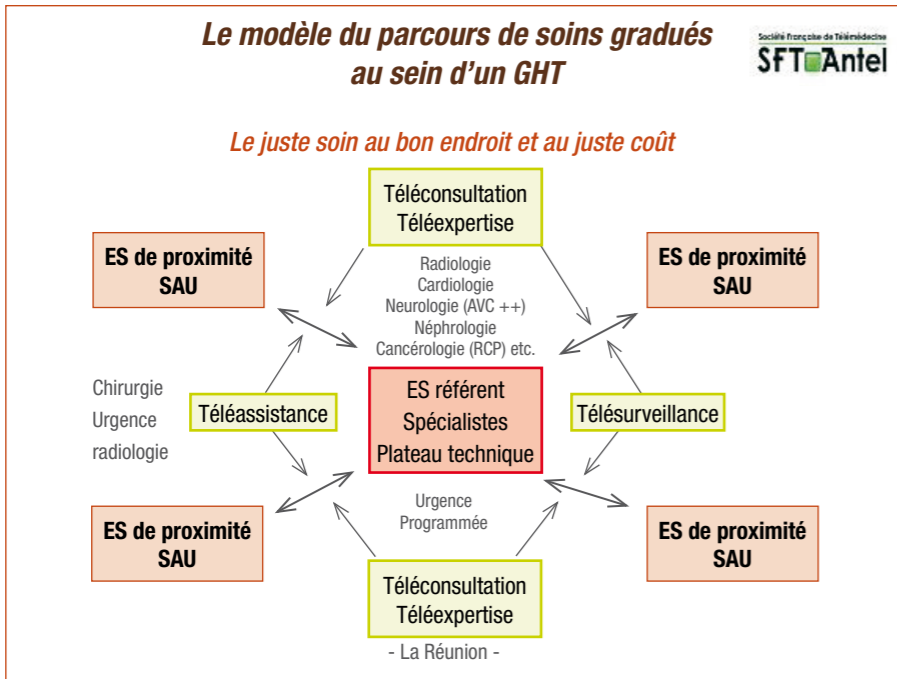 Le modèle du parcours de soins gradués
au sein d'un GHT
Société Française de Télémédecine
SFT Antel
Le juste soin au bon endroit et au juste coût
Téléconsultation
Téléexpertise
ES de proximité
SAU
ES de proximité
SAU
Radiologie
Cardiologie
Neurologie (AVC ++)
Néphrologie
Cancérologie (RCP) etc.
Chirurgie
Urgence
radiologie
Téléassistance
ES référent
Spécialistes
Plateau technique
Télésurveillance
Urgence
Programmée
ES de proximité
SAU
ES de proximité
SAU
Téléconsultation
Téléexpertise
- La Réunion -